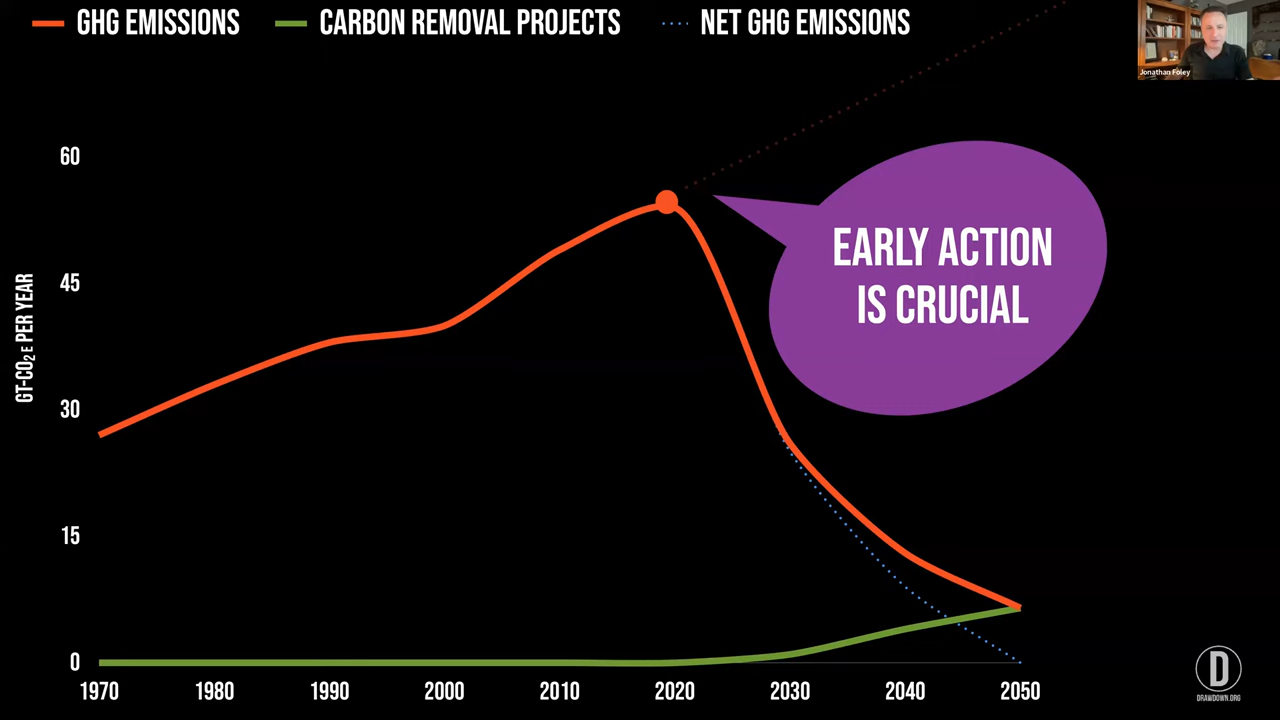 GHG EMISSIONS
CARBON REMOVAL PROJECTS
NET GHG EMISSIONS
Jonathan Foley
60
45
30
15
0
GT-CO₂ E PER YEAR
EARLY ACTION
IS CRUCIAL
1970 1980 1990 2000 2010 2020 2030 2040 2050
D
DRAWDOWN.ORG